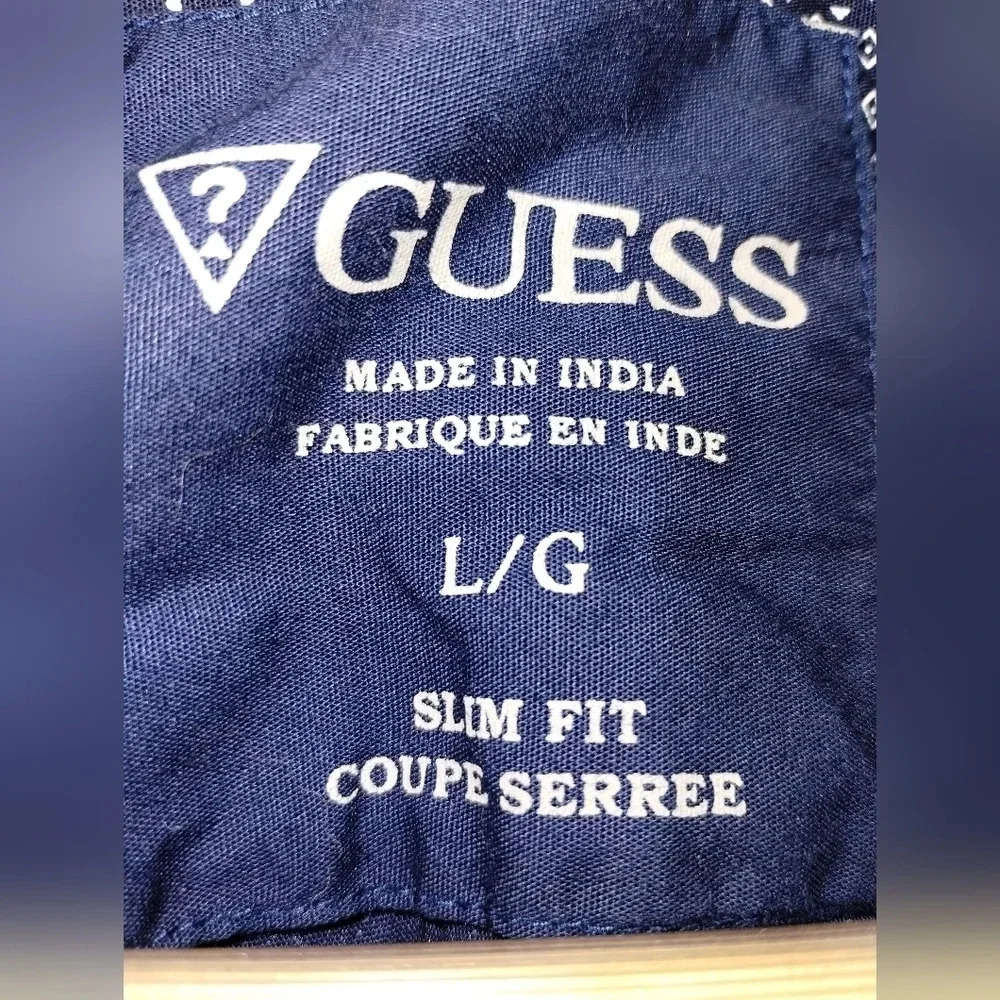 ? GUESS
MADE IN INDIA
FABRIQUE EN INDE
L/G
SLIM FIT
COUPE SERREE